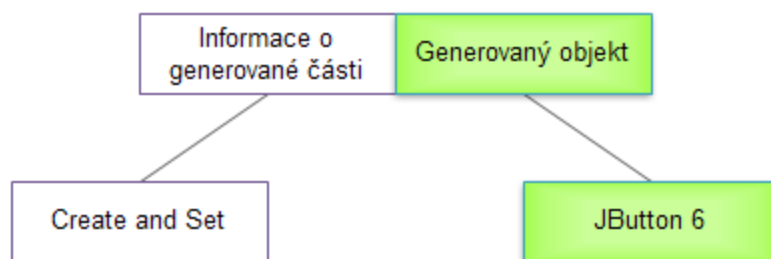 Informace o
generované části
Generovaný objekt
Create and Set
JButton 6